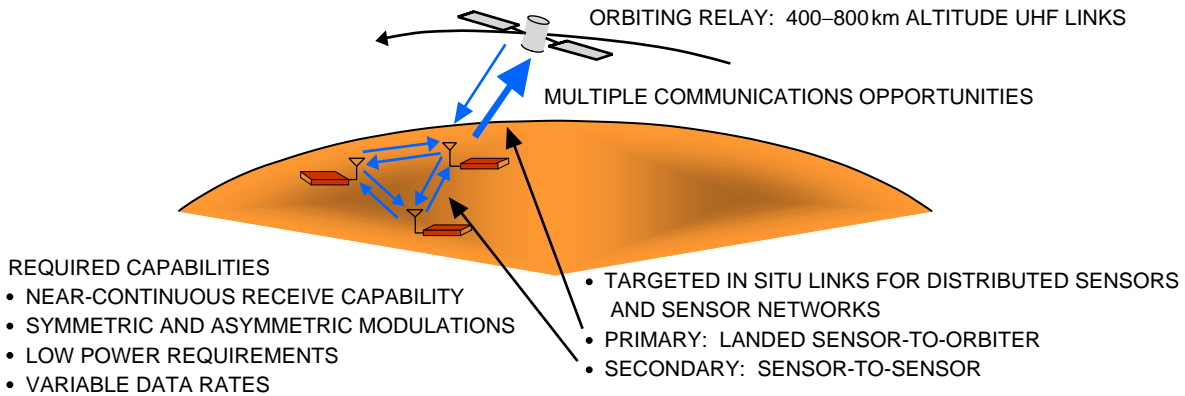 ORBITING RELAY: 400–800km ALTITUDE UHF LINKS
MULTIPLE COMMUNICATIONS OPPORTUNITIES
REQUIRED CAPABILITIES
• NEAR-CONTINUOUS RECEIVE CAPABILITY
• SYMMETRIC AND ASYMMETRIC MODULATIONS
• LOW POWER REQUIREMENTS
• VARIABLE DATA RATES
• TARGETED IN SITU LINKS FOR DISTRIBUTED SENSORS
AND SENSOR NETWORKS
• PRIMARY: LANDED SENSOR-TO-ORBITER
• SECONDARY: SENSOR-TO-SENSOR